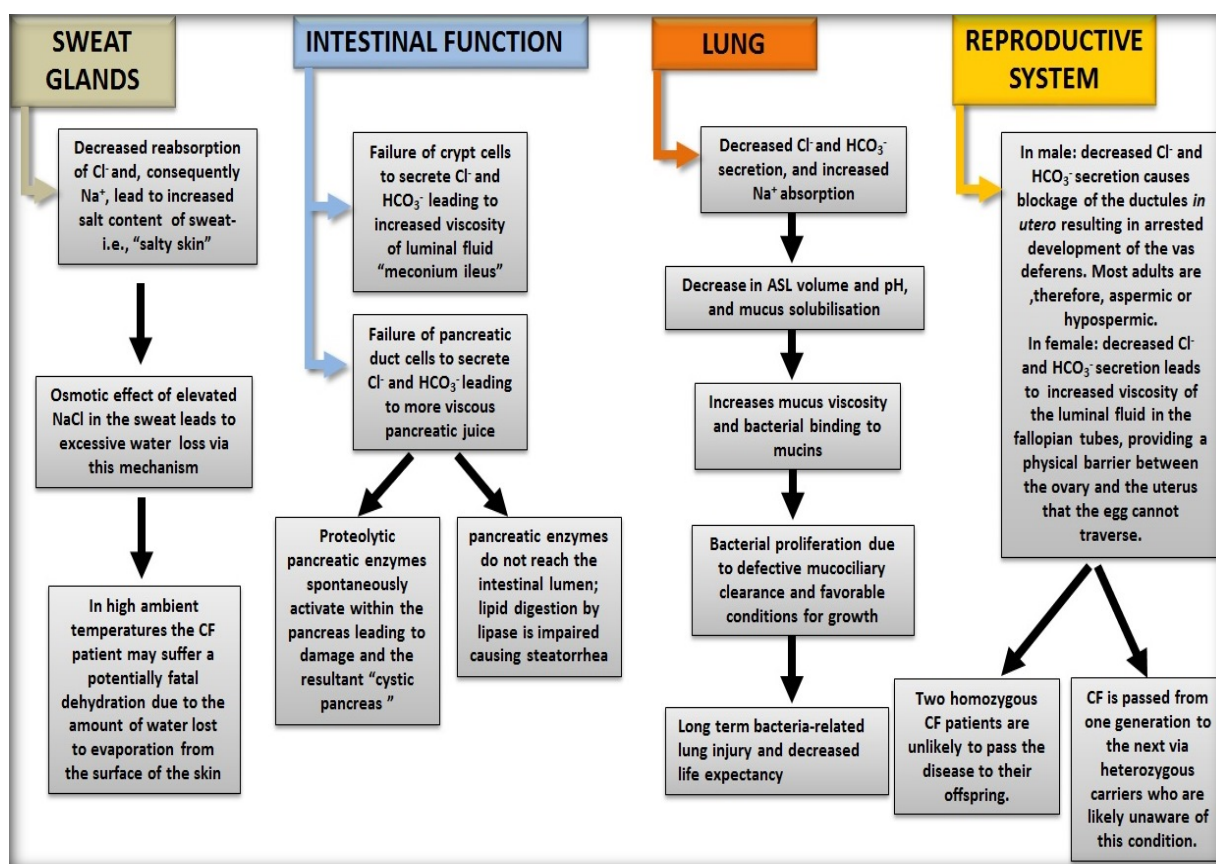 SWEAT
GLANDS
Decreased reabsorption
of Cl⁻ and, consequently
Na⁺, lead to increased
salt content of sweat-
i.e., “salty skin”
Osmotic effect of elevated
NaCl in the sweat leads to
excessive water loss via
this mechanism
In high ambient
temperatures the CF
patient may suffer a
potentially fatal
dehydration due to the
amount of water lost
to evaporation from
the surface of the skin
INTESTINAL FUNCTION
Failure of crypt cells
to secrete Cl⁻ and
HCO₃⁻ leading to
increased viscosity
of luminal fluid
“meconium ileus”
Failure of pancreatic
duct cells to secrete
Cl⁻ and HCO₃⁻ leading
to more viscous
pancreatic juice
Proteolytic
pancreatic enzymes
spontaneously
activate within the
pancreas leading to
damage and the
resultant “cystic
pancreas ”
pancreatic enzymes
do not reach the
intestinal lumen;
lipid digestion by
lipase is impaired
causing steatorrhea
LUNG
Decreased Cl⁻ and HCO₃⁻
secretion, and increased
Na⁺ absorption
Decrease in ASL volume and pH,
and mucus solubilisation
Increases mucus viscosity
and bacterial binding to
mucins
Bacterial proliferation due
to defective mucociliary
clearance and favorable
conditions for growth
Long term bacteria-related
lung injury and decreased
life expectancy
REPRODUCTIVE
SYSTEM
In male: decreased Cl⁻ and
HCO₃⁻ secretion causes
blockage of the ductules in
utero resulting in arrested
development of the vas
deferens. Most adults are
,therefore, aspermic or
hypospermic.
In female: decreased Cl⁻
and HCO₃⁻ secretion leads
to increased viscosity of
the luminal fluid in the
fallopian tubes, providing a
physical barrier between
the ovary and the uterus
that the egg cannot
traverse.
Two homozygous
CF patients are
unlikely to pass the
disease to their
offspring.
CF is passed from
one generation to
the next via
heterozygous
carriers who are
likely unaware of
this condition.